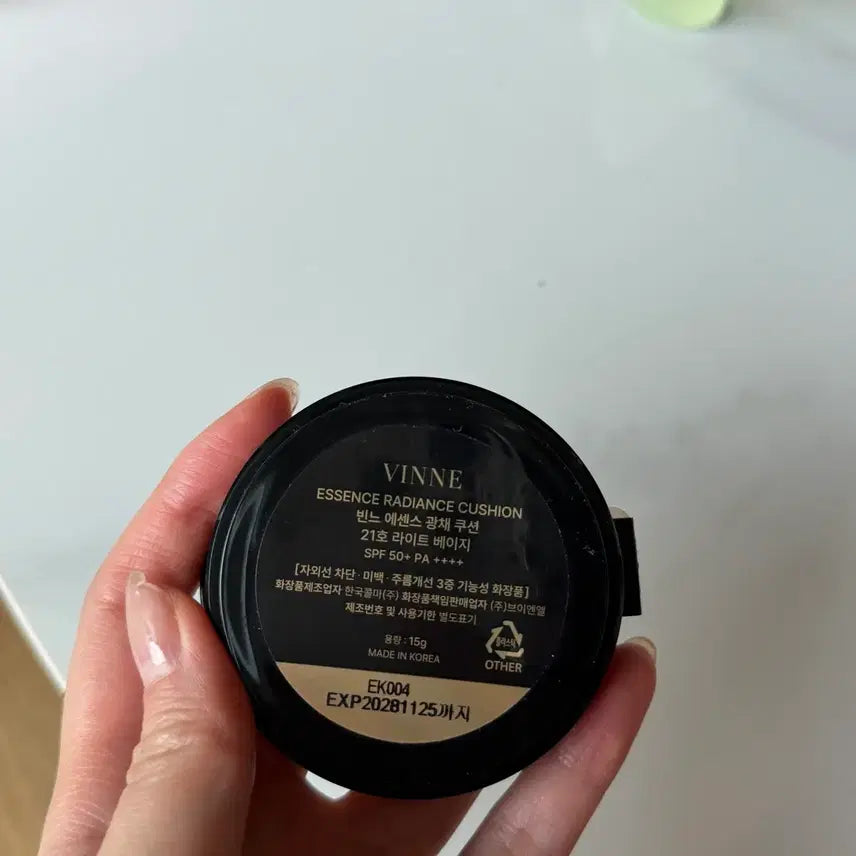 VINNE
ESSENCE RADIANCE CUSHION
빈느 에센스 광채 쿠션
21호 라이트 베이지
SPF 50+ PA ++++
[자외선 차단 · 미백 · 주름개선 3중 기능성 화장품]
화장품제조업자 한국콜마(주) 화장품책임판매업자 (주)브이엔엘
제조번호 및 사용기한 별도표기
용량 : 15g
MADE IN KOREA
플라스틱
OTHER
EK004
EXP20281125까지